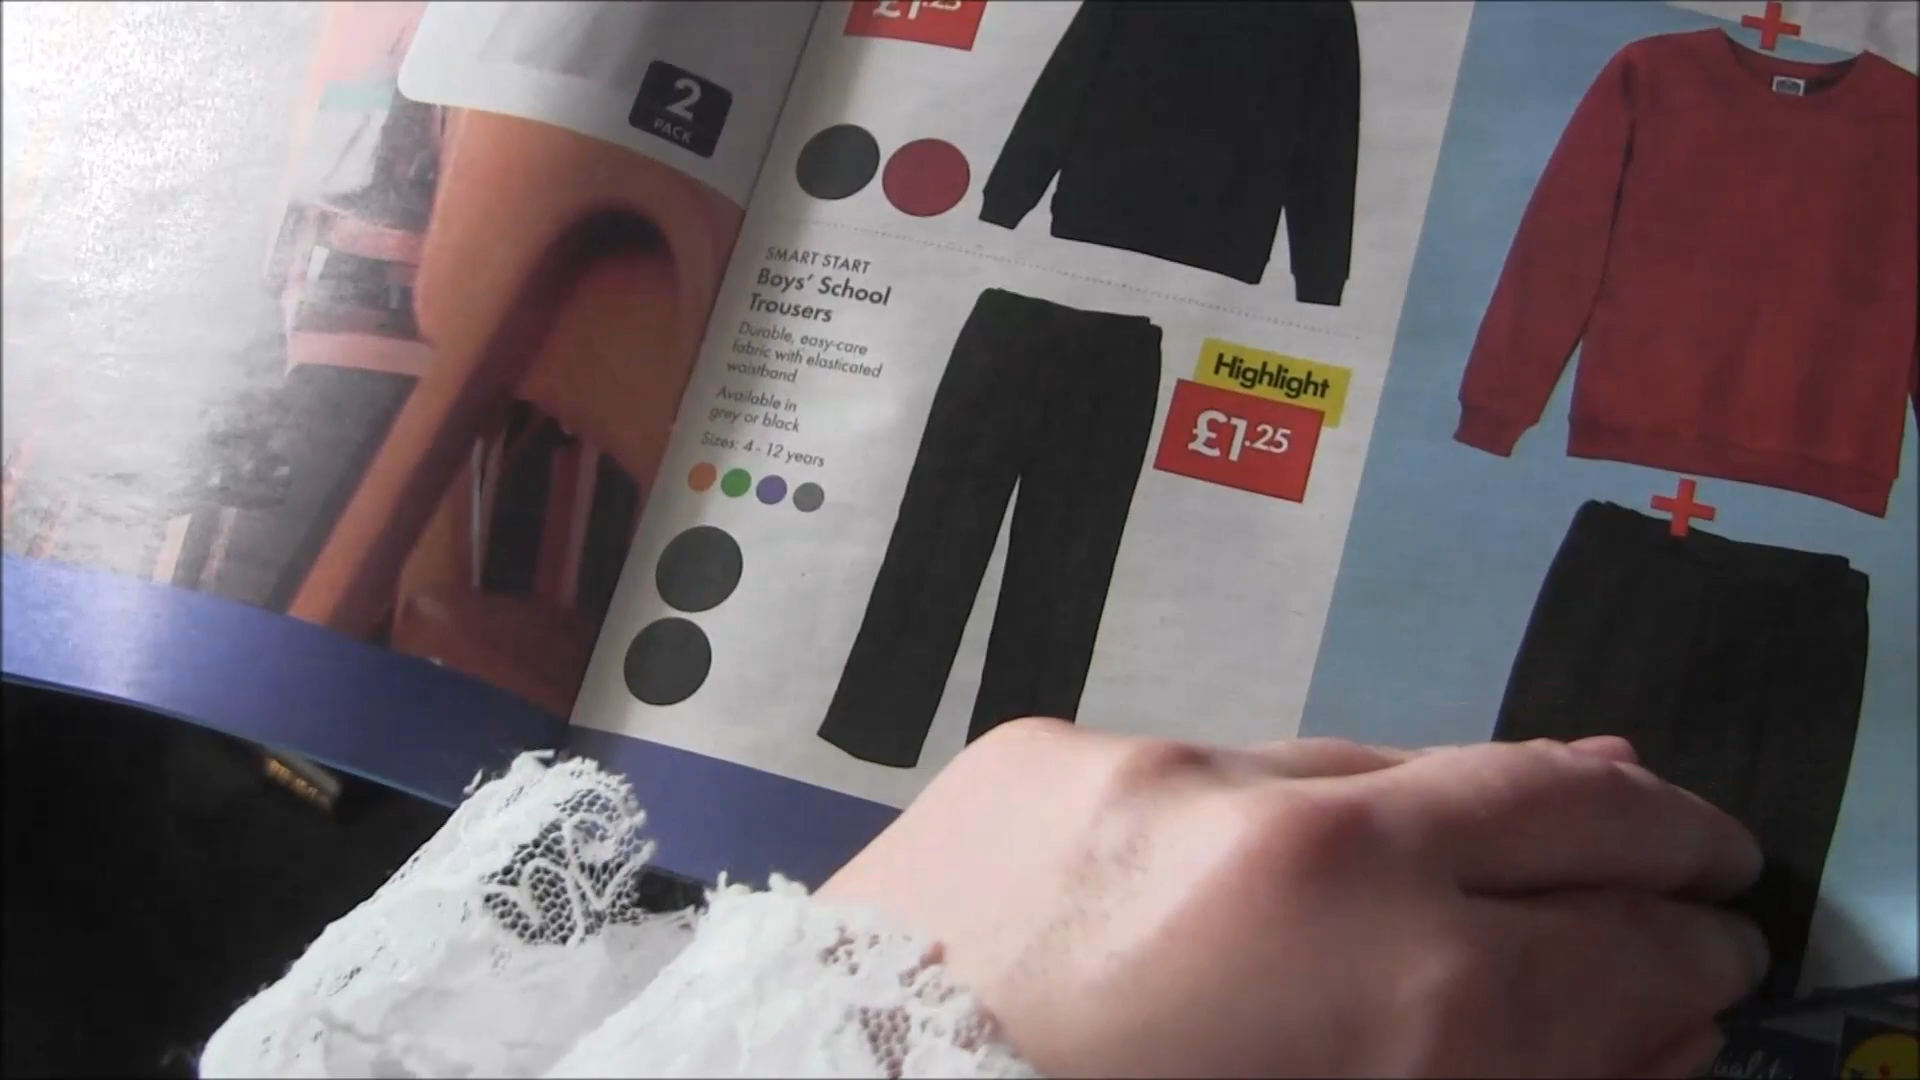 £1.25
2
PACK
SMART START
Boys' School
Trousers
Durable, easy-care
fabric with elasticated
waistband
Available in
grey or black
Sizes: 4 - 12 years
Highlight
£1.25